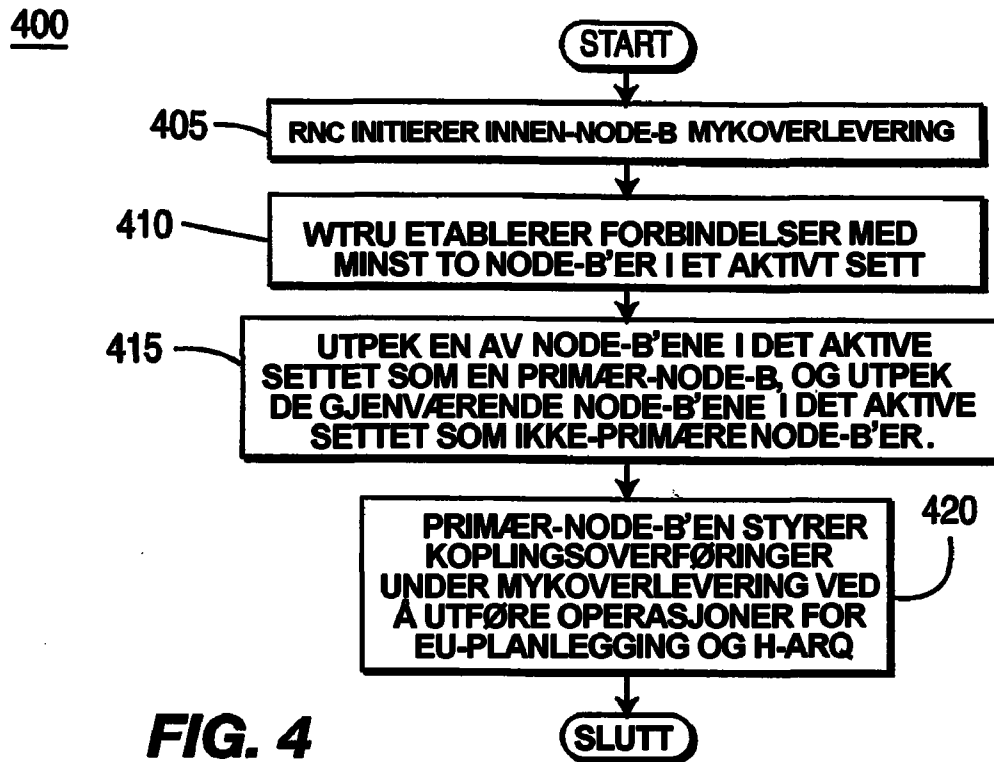 400
START
405
RNC INITIERER INNEN-NODE-B MYKOVERLEVERING
410
WTRU ETABLERER FORBINDELSER MED
MINST TO NODE-B'ER I ET AKTIVT SETT
415
UTPEK EN AV NODE-B'ENE I DET AKTIVE
SETTET SOM EN PRIMÆR-NODE-B, OG UTPEK
DE GJENVÆRENDE NODE-B'ENE I DET AKTIVE
SETTET SOM IKKE-PRIMÆRE NODE-B'ER.
420
PRIMÆR-NODE-B'EN STYRER
KOPLINGSOVERFØRINGER
UNDER MYKOVERLEVERING VED
Å UTFØRE OPERASJONER FOR
EU-PLANLEGGING OG H-ARQ
SLUTT
FIG. 4